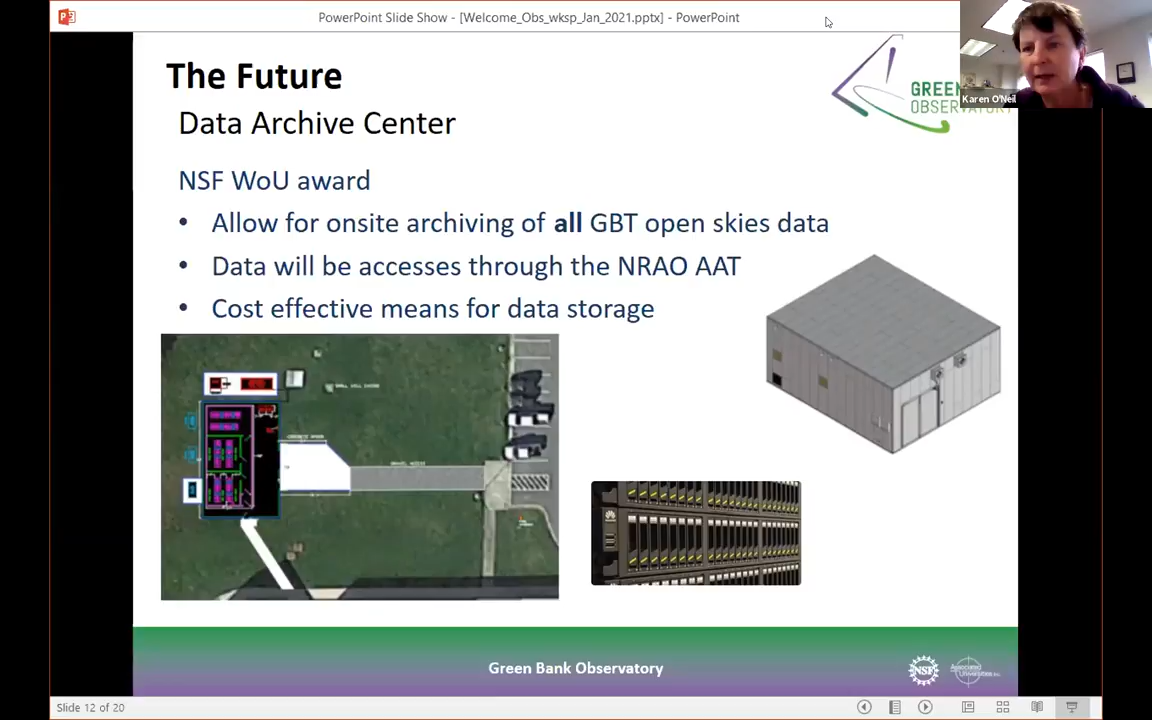 PowerPoint Slide Show - [Welcome_Obs_wksp_Jan_2021.pptx] - PowerPoint
The Future
GREEN
OBSERVATORY
Karen O'Neil
Data Archive Center
NSF WoU award
• Allow for onsite archiving of all GBT open skies data
• Data will be accesses through the NRAO AAT
• Cost effective means for data storage
Green Bank Observatory
NSF
Slide 12 of 20